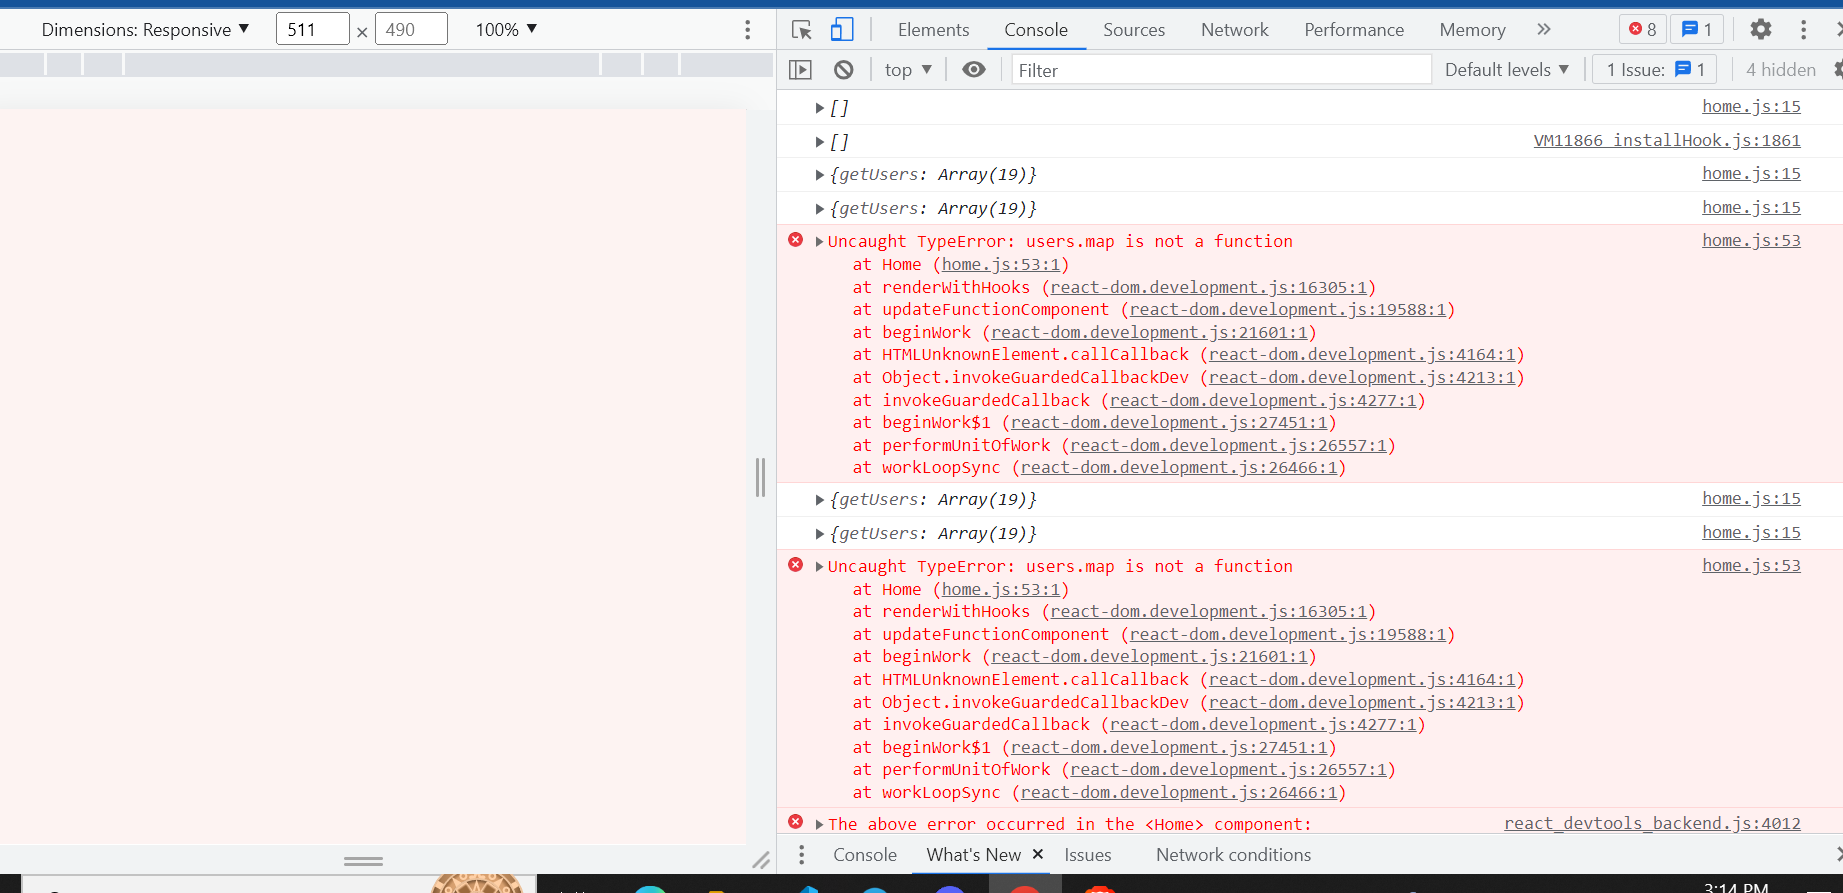 Dimensions: Responsive ▼ 511 × 490 100% ▼
Elements Console Sources Network Performance Memory » 8 1
top ▼ Filter Default levels ▼ 1 Issue: 1 4 hidden
▶ [] home.js:15
▶ [] VM11866 installHook.js:1861
▶ {getUsers: Array(19)} home.js:15
▶ {getUsers: Array(19)} home.js:15
▶ Uncaught TypeError: users.map is not a function home.js:53
at Home (home.js:53:1)
at renderWithHooks (react-dom.development.js:16305:1)
at updateFunctionComponent (react-dom.development.js:19588:1)
at beginWork (react-dom.development.js:21601:1)
at HTMLUnknownElement.callCallback (react-dom.development.js:4164:1)
at Object.invokeGuardedCallbackDev (react-dom.development.js:4213:1)
at invokeGuardedCallback (react-dom.development.js:4277:1)
at beginWork$1 (react-dom.development.js:27451:1)
at performUnitOfWork (react-dom.development.js:26557:1)
at workLoopSync (react-dom.development.js:26466:1)
▶ {getUsers: Array(19)} home.js:15
▶ {getUsers: Array(19)} home.js:15
▶ Uncaught TypeError: users.map is not a function home.js:53
at Home (home.js:53:1)
at renderWithHooks (react-dom.development.js:16305:1)
at updateFunctionComponent (react-dom.development.js:19588:1)
at beginWork (react-dom.development.js:21601:1)
at HTMLUnknownElement.callCallback (react-dom.development.js:4164:1)
at Object.invokeGuardedCallbackDev (react-dom.development.js:4213:1)
at invokeGuardedCallback (react-dom.development.js:4277:1)
at beginWork$1 (react-dom.development.js:27451:1)
at performUnitOfWork (react-dom.development.js:26557:1)
at workLoopSync (react-dom.development.js:26466:1)
▶ The above error occurred in the <Home> component: react_devtools_backend.js:4012
Console What's New × Issues Network conditions
3:14 PM